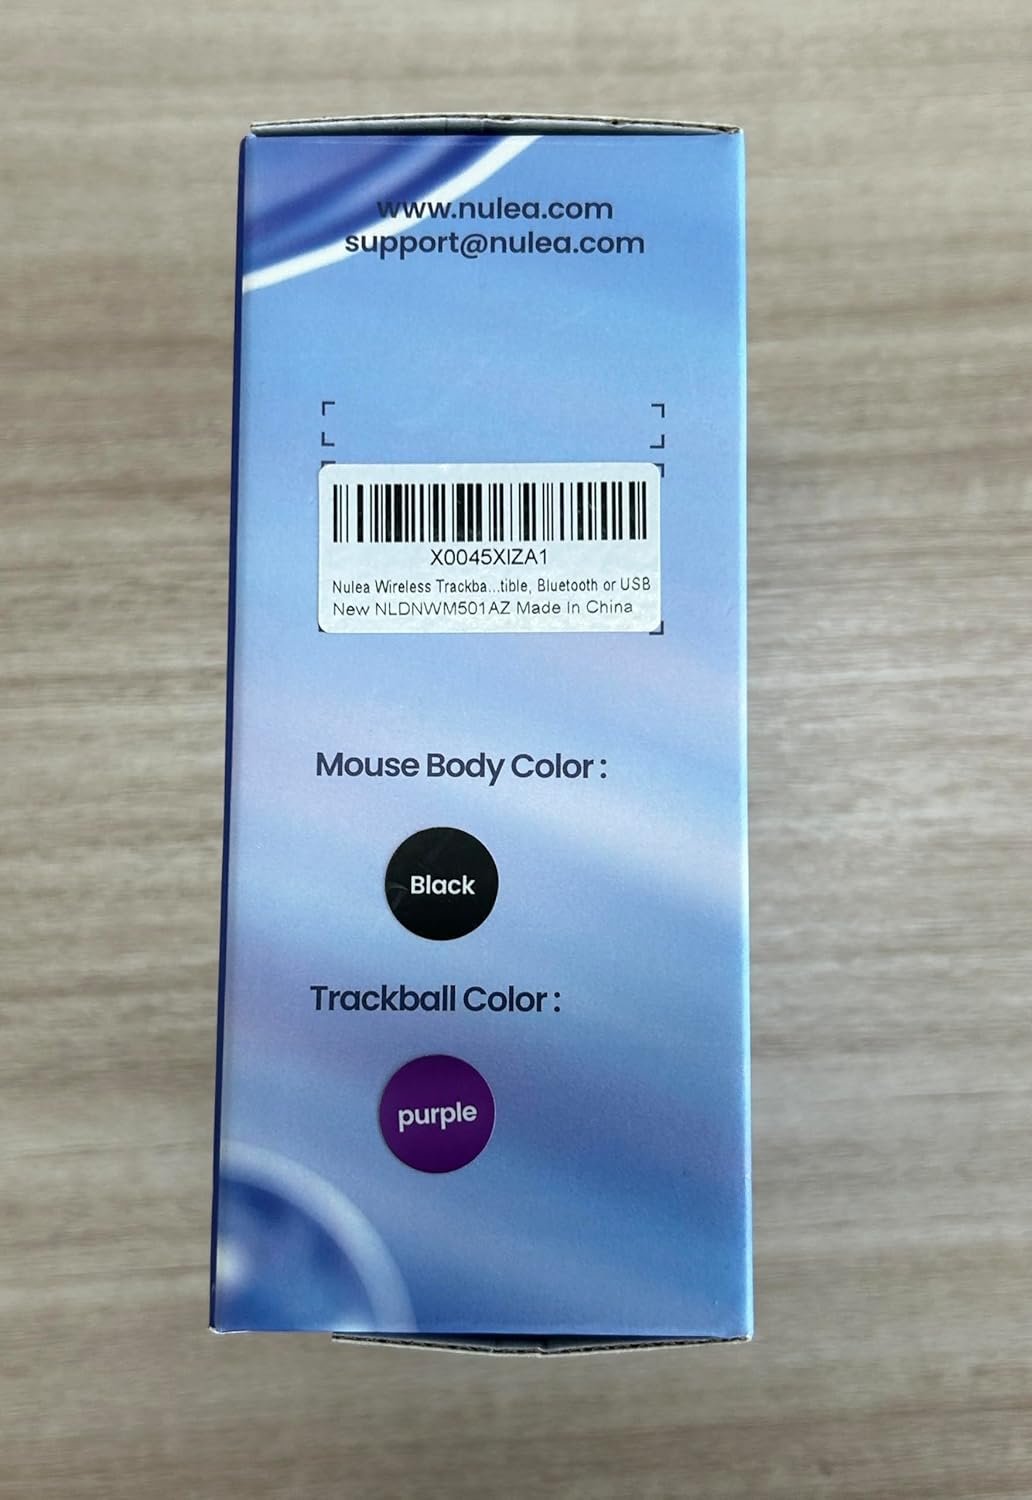 www.nulea.com
support@nulea.com
X0045XIZA1
Nulea Wireless Trackba...tible, Bluetooth or USB
New NLDNWM501AZ Made In China
Mouse Body Color :
Black
Trackball Color :
purple